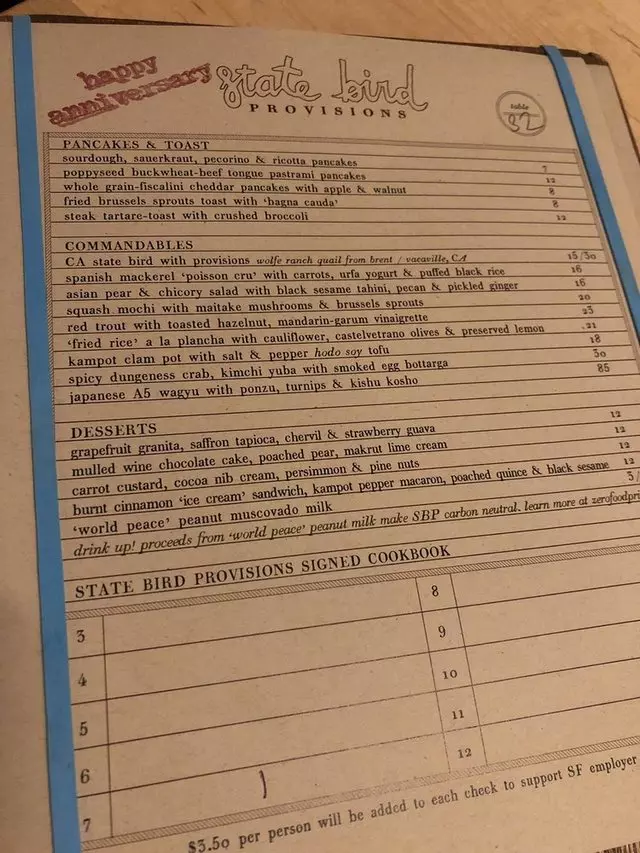 happy
anniversary
state bird
PROVISIONS
table
32
PANCAKES & TOAST
sourdough, sauerkraut, pecorino & ricotta pancakes 7
poppyseed buckwheat-beef tongue pastrami pancakes 12
whole grain-fiscalini cheddar pancakes with apple & walnut 8
fried brussels sprouts toast with 'bagna cauda' 8
steak tartare-toast with crushed broccoli 12
COMMANDABLES
CA state bird with provisions wolfe ranch quail from brent / vacaville, CA 15/30
spanish mackerel 'poisson cru' with carrots, urfa yogurt & puffed black rice 16
asian pear & chicory salad with black sesame tahini, pecan & pickled ginger 16
squash mochi with maitake mushrooms & brussels sprouts 20
red trout with toasted hazelnut, mandarin-garum vinaigrette 23
'fried rice' a la plancha with cauliflower, castelvetrano olives & preserved lemon 21
kampot clam pot with salt & pepper hodo soy tofu 18
spicy dungeness crab, kimchi yuba with smoked egg bottarga 30
japanese A5 wagyu with ponzu, turnips & kishu kosho 85
DESSERTS
grapefruit granita, saffron tapioca, chervil & strawberry guava 12
mulled wine chocolate cake, poached pear, makrut lime cream 12
carrot custard, cocoa nib cream, persimmon & pine nuts 12
burnt cinnamon 'ice cream' sandwich, kampot pepper macaron, poached quince & black sesame 12
'world peace' peanut muscovado milk 3/
drink up! proceeds from 'world peace' peanut milk make SBP carbon neutral. learn more at zerofoodpri
STATE BIRD PROVISIONS SIGNED COOKBOOK
3
4
5
6
7
8
9
10
11
12
$3.50 per person will be added to each check to support SF employer